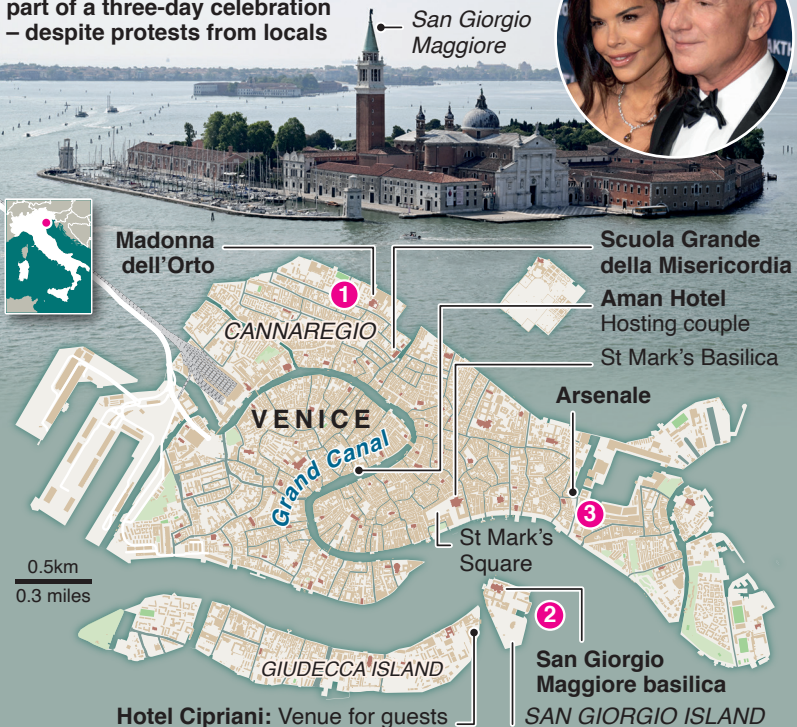 part of a three-day celebration
– despite protests from locals
San Giorgio
Maggiore
Madonna
dell'Orto
Scuola Grande
della Misericordia
1
CANNAREGIO
Aman Hotel
Hosting couple
St Mark's Basilica
Arsenale
VENICE
Grand Canal
3
St Mark's
Square
0.5km
0.3 miles
2
GIUDECCA ISLAND
San Giorgio
Maggiore basilica
Hotel Cipriani: Venue for guests
SAN GIORGIO ISLAND